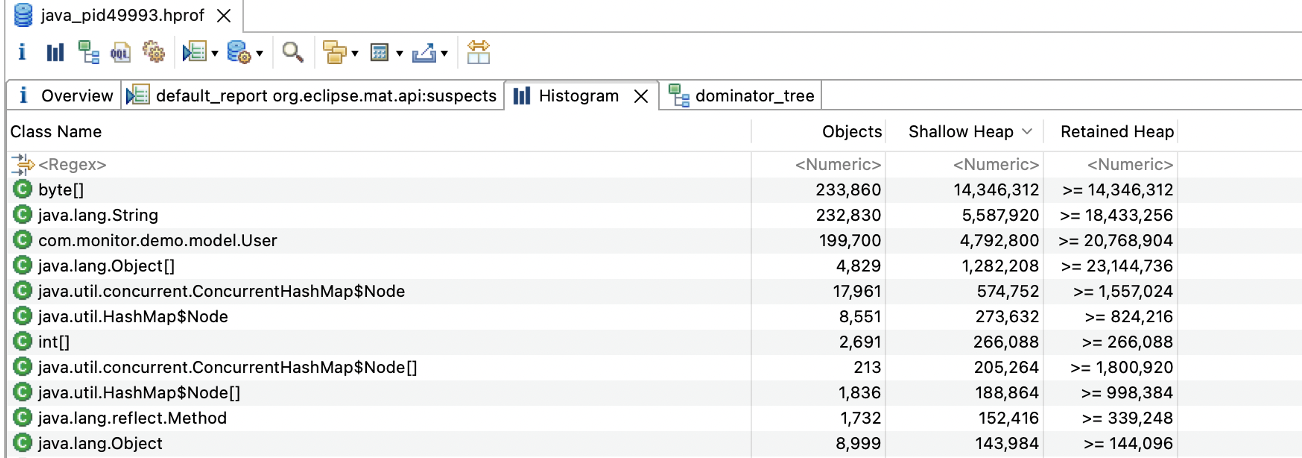 java_pid49993.hprof
i OQL
i Overview default_report org.eclipse.mat.api:suspects Histogram dominator_tree
Class Name Objects Shallow Heap Retained Heap
<Regex> <Numeric> <Numeric> <Numeric>
C byte[] 233,860 14,346,312 >= 14,346,312
C java.lang.String 232,830 5,587,920 >= 18,433,256
C com.monitor.demo.model.User 199,700 4,792,800 >= 20,768,904
C java.lang.Object[] 4,829 1,282,208 >= 23,144,736
C java.util.concurrent.ConcurrentHashMap$Node 17,961 574,752 >= 1,557,024
C java.util.HashMap$Node 8,551 273,632 >= 824,216
C int[] 2,691 266,088 >= 266,088
C java.util.concurrent.ConcurrentHashMap$Node[] 213 205,264 >= 1,800,920
C java.util.HashMap$Node[] 1,836 188,864 >= 998,384
C java.lang.reflect.Method 1,732 152,416 >= 339,248
C java.lang.Object 8,999 143,984 >= 144,096